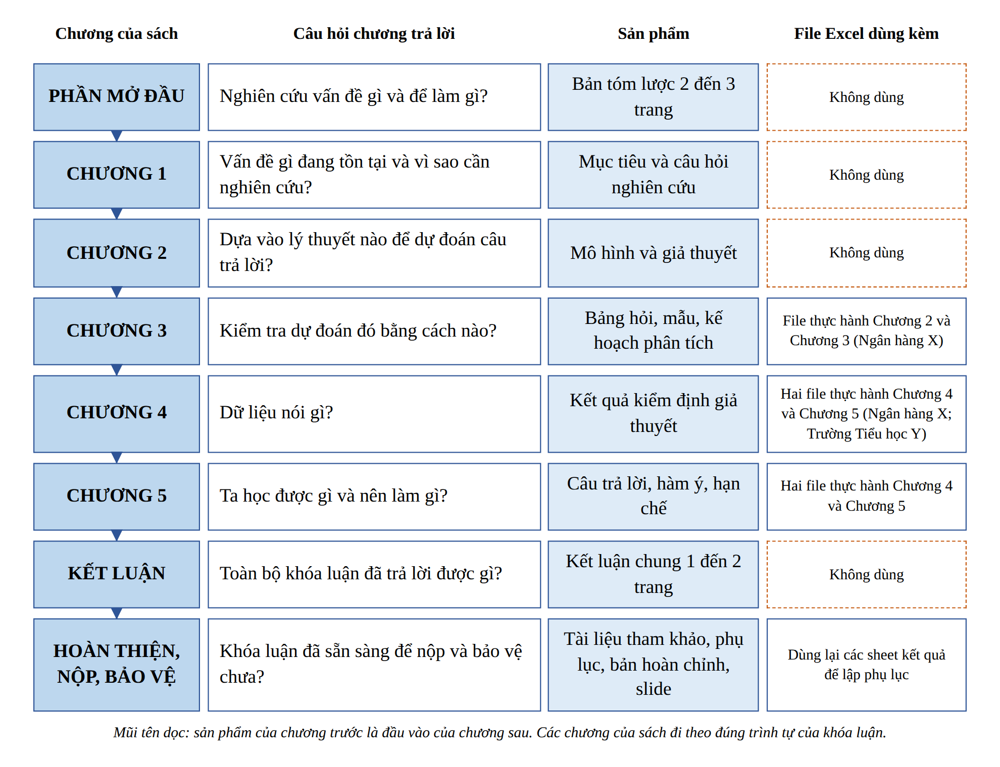 Chương của sách
Câu hỏi chương trả lời
Sản phẩm
File Excel dùng kèm
PHẦN MỞ ĐẦU
Nghiên cứu vấn đề gì và để làm gì?
Bản tóm lược 2 đến 3
trang
Không dùng
CHƯƠNG 1
Vấn đề gì đang tồn tại và vì sao cần
nghiên cứu?
Mục tiêu và câu hỏi
nghiên cứu
Không dùng
CHƯƠNG 2
Dựa vào lý thuyết nào để dự đoán câu
trả lời?
Mô hình và giả thuyết
Không dùng
CHƯƠNG 3
Kiểm tra dự đoán đó bằng cách nào?
Bảng hỏi, mẫu, kế
hoạch phân tích
File thực hành Chương 2 và
Chương 3 (Ngân hàng X)
CHƯƠNG 4
Dữ liệu nói gì?
Kết quả kiểm định giả
thuyết
Hai file thực hành Chương 4
và Chương 5 (Ngân hàng X;
Trường Tiểu học Y)
CHƯƠNG 5
Ta học được gì và nên làm gì?
Câu trả lời, hàm ý, hạn
chế
Hai file thực hành Chương 4
và Chương 5
KẾT LUẬN
Toàn bộ khóa luận đã trả lời được gì?
Kết luận chung 1 đến 2
trang
Không dùng
HOÀN THIỆN,
NỘP, BẢO VỆ
Khóa luận đã sẵn sàng để nộp và bảo vệ
chưa?
Tài liệu tham khảo, phụ
lục, bản hoàn chỉnh,
slide
Dùng lại các sheet kết quả
để lập phụ lục
Mũi tên dọc: sản phẩm của chương trước là đầu vào của chương sau. Các chương của sách đi theo đúng trình tự của khóa luận.